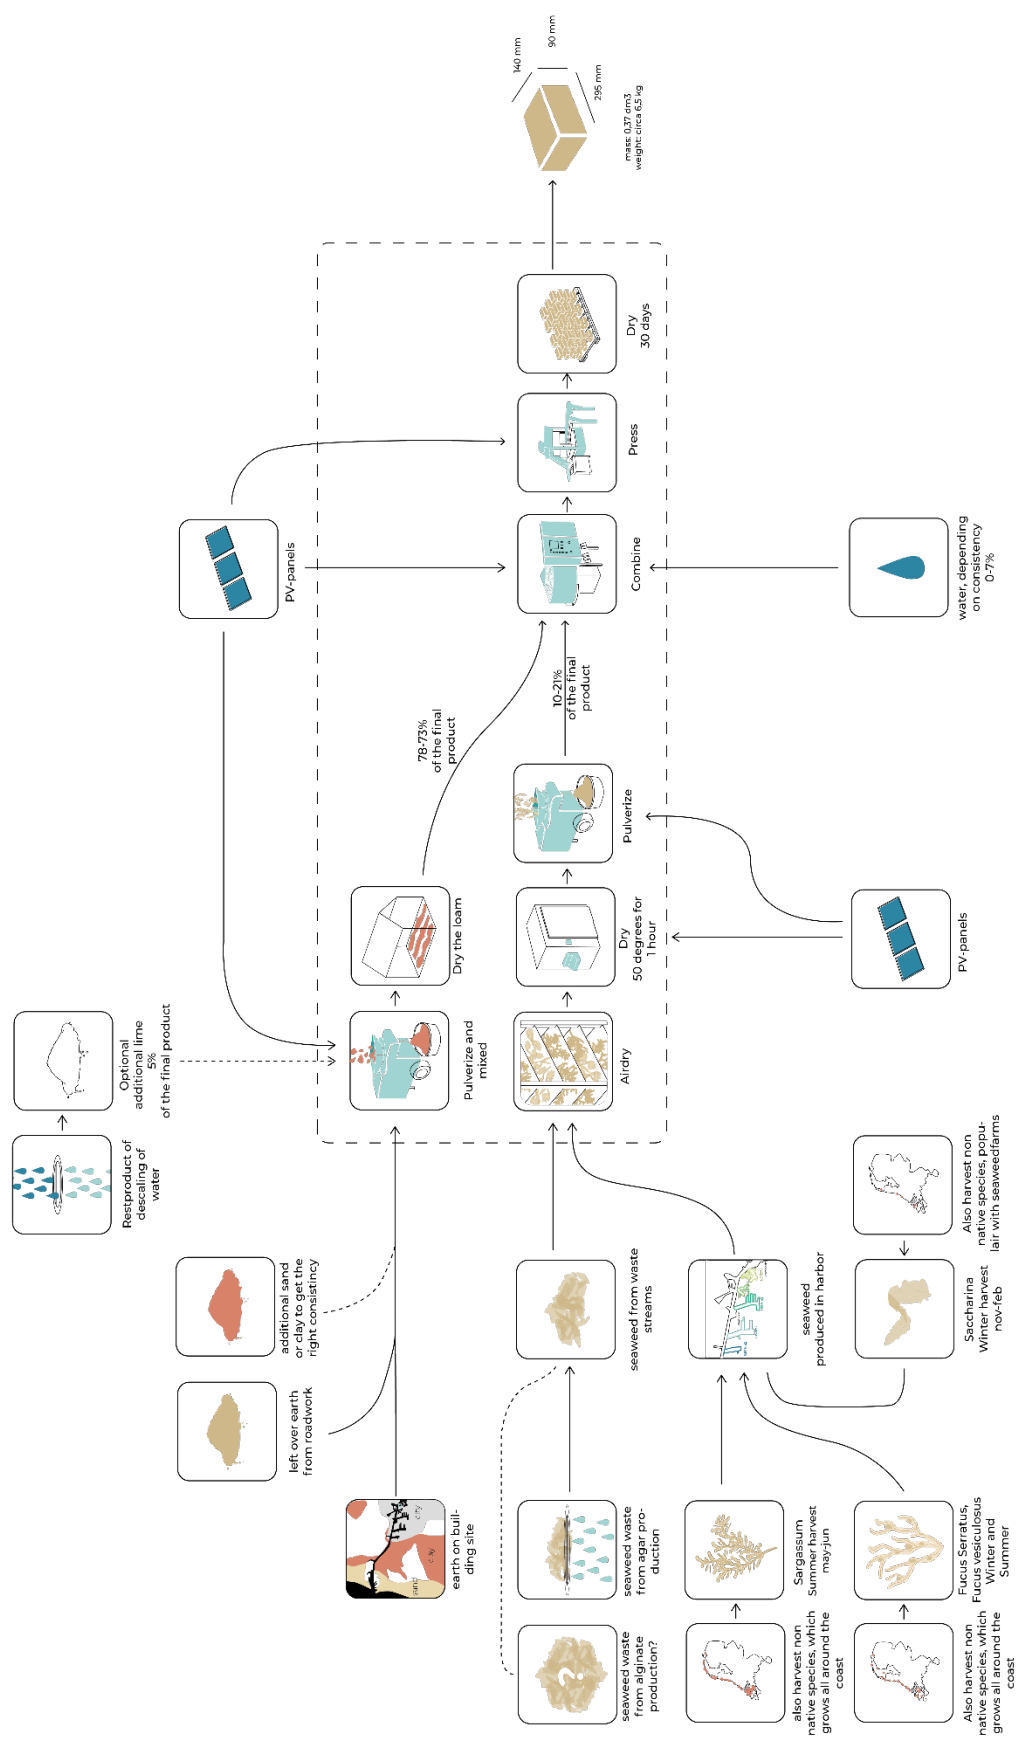 Restproduct of
descaling of
water
Optional
additional lime
5%
of the final product
left over earth
from roadwork
additional sand
or clay to get the
right consistincy
PV-panels
earth on buil-
ding site
sand
clay
city
Pulverize and
mixed
Dry the loam
78-73%
of the final
product
seaweed waste
from alginate
production?
seaweed waste
from agar pro-
duction
seaweed from waste
streams
Airdry
Dry
50 degrees for
1 hour
Pulverize
10-21%
of the final
product
Combine
Press
Dry
30 days
140 mm
90 mm
295 mm
mass: 0,37 dm3
weight: circa 6,5 kg
also harvest non
native species, which
grows all around the
coast
Sargassum
Summer harvest
may-jun
seaweed
produced in harbor
Also harvest non
native species, which
grows all around the
coast
Fucus Serratus,
Fucus vesiculosus
Winter and
Summer
Saccharina
Winter harvest
nov-feb
Also harvest non
native species, popu-
lair with seaweedfarms
PV-panels
water, depending
on consistency
0-7%